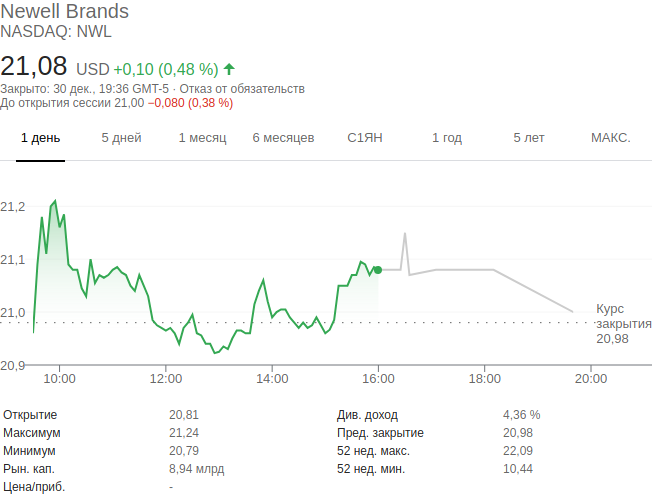 Newell Brands
NASDAQ: NWL
21,08 USD +0,10 (0,48 %)
Закрыто: 30 дек., 19:36 GMT-5 · Отказ от обязательств
До открытия сессии 21,00 −0,080 (0,38 %)
1 день 5 дней 1 месяц 6 месяцев С1ЯН 1 год 5 лет МАКС.
21,2
21,1
21,0
20,9
Курс
закрытия
20,98
10:00 12:00 14:00 16:00 18:00 20:00
Открытие 20,81 Див. доход 4,36 %
Максимум 21,24 Пред. закрытие 20,98
Минимум 20,79 52 нед. макс. 22,09
Рын. кап. 8,94 млрд 52 нед. мин. 10,44
Цена/приб. -